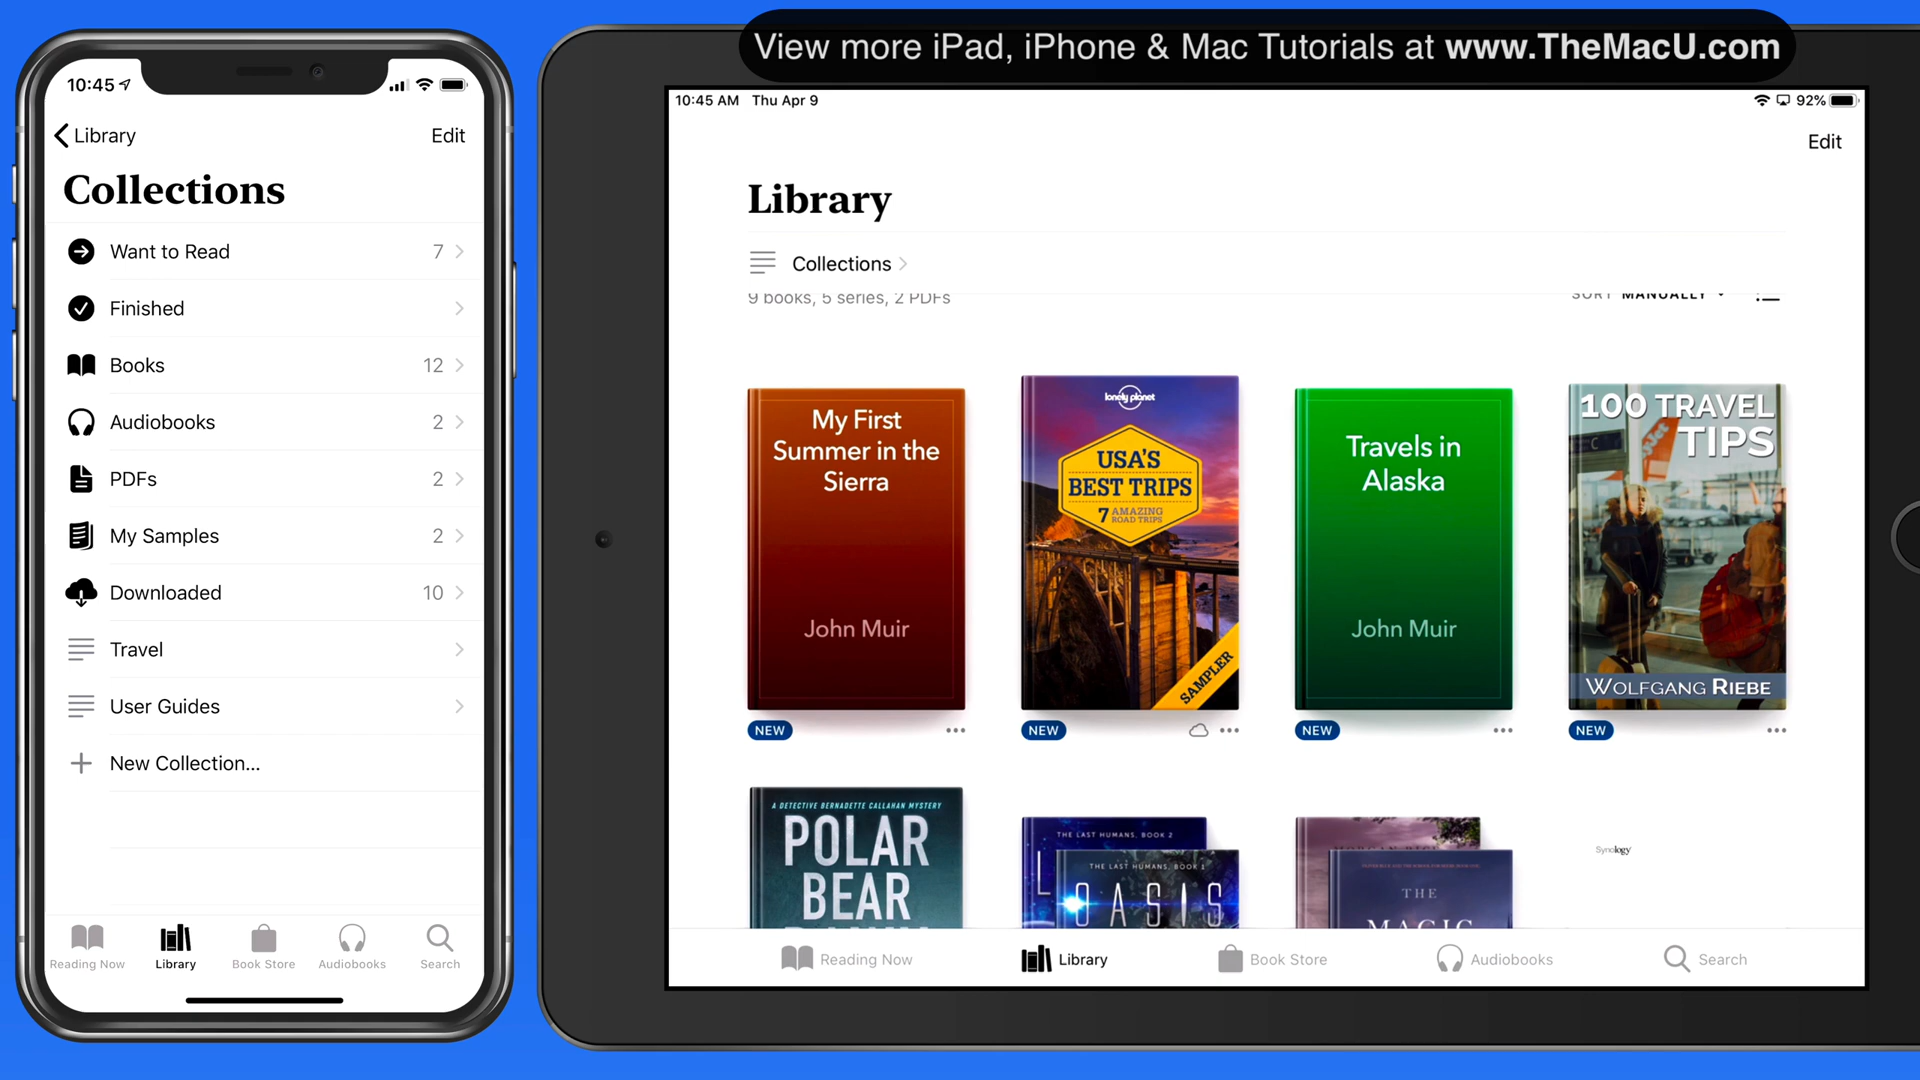 View more iPad, iPhone & Mac Tutorials at www.TheMacU.com
10:45
Library
Edit
Collections
Want to Read 7
Finished
Books 12
Audiobooks 2
PDFs 2
My Samples 2
Downloaded 10
Travel
User Guides
New Collection...
Reading Now
Library
Book Store
Audiobooks
Search
10:45 AM Thu Apr 9
92%
Edit
Library
Collections
9 books, 5 series, 2 PDFs
SORT MANUALLY
My First
Summer in the
Sierra
John Muir
NEW
lonely planet
USA'S
BEST TRIPS
7 AMAZING
ROAD TRIPS
SAMPLER
NEW
Travels in
Alaska
John Muir
NEW
100 TRAVEL
TIPS
WOLFGANG RIEBE
NEW
A DETECTIVE BERNADETTE CALLAHAN MYSTERY
POLAR
BEAR
THE LAST HUMANS, BOOK 2
THE LAST HUMANS, BOOK 1
OASIS
THE
MAGIC
Synology
Reading Now
Library
Book Store
Audiobooks
Search